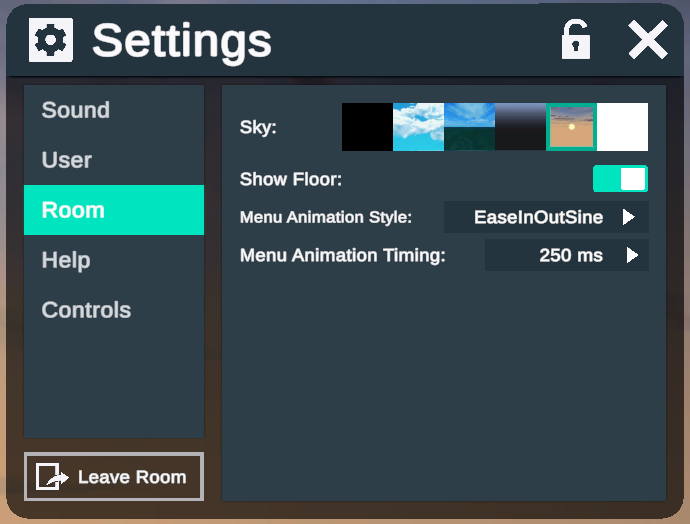 Settings
Sound
User
Room
Help
Controls
Leave Room
Sky:
Show Floor:
Menu Animation Style: EaseInOutSine
Menu Animation Timing: 250 ms